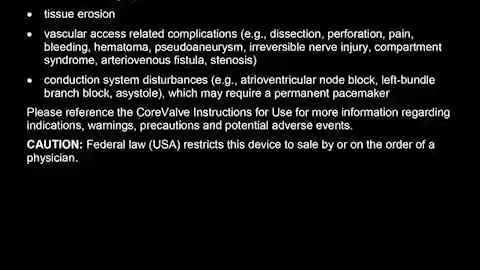 • tissue erosion
• vascular access related complications (e.g., dissection, perforation, pain,
bleeding, hematoma, pseudoaneurysm, irreversible nerve injury, compartment
syndrome, arteriovenous fistula, stenosis)
• conduction system disturbances (e.g., atrioventricular node block, left-bundle
branch block, asystole), which may require a permanent pacemaker
Please reference the CoreValve Instructions for Use for more information regarding
indications, warnings, precautions and potential adverse events.
CAUTION: Federal law (USA) restricts this device to sale by or on the order of a
physician.